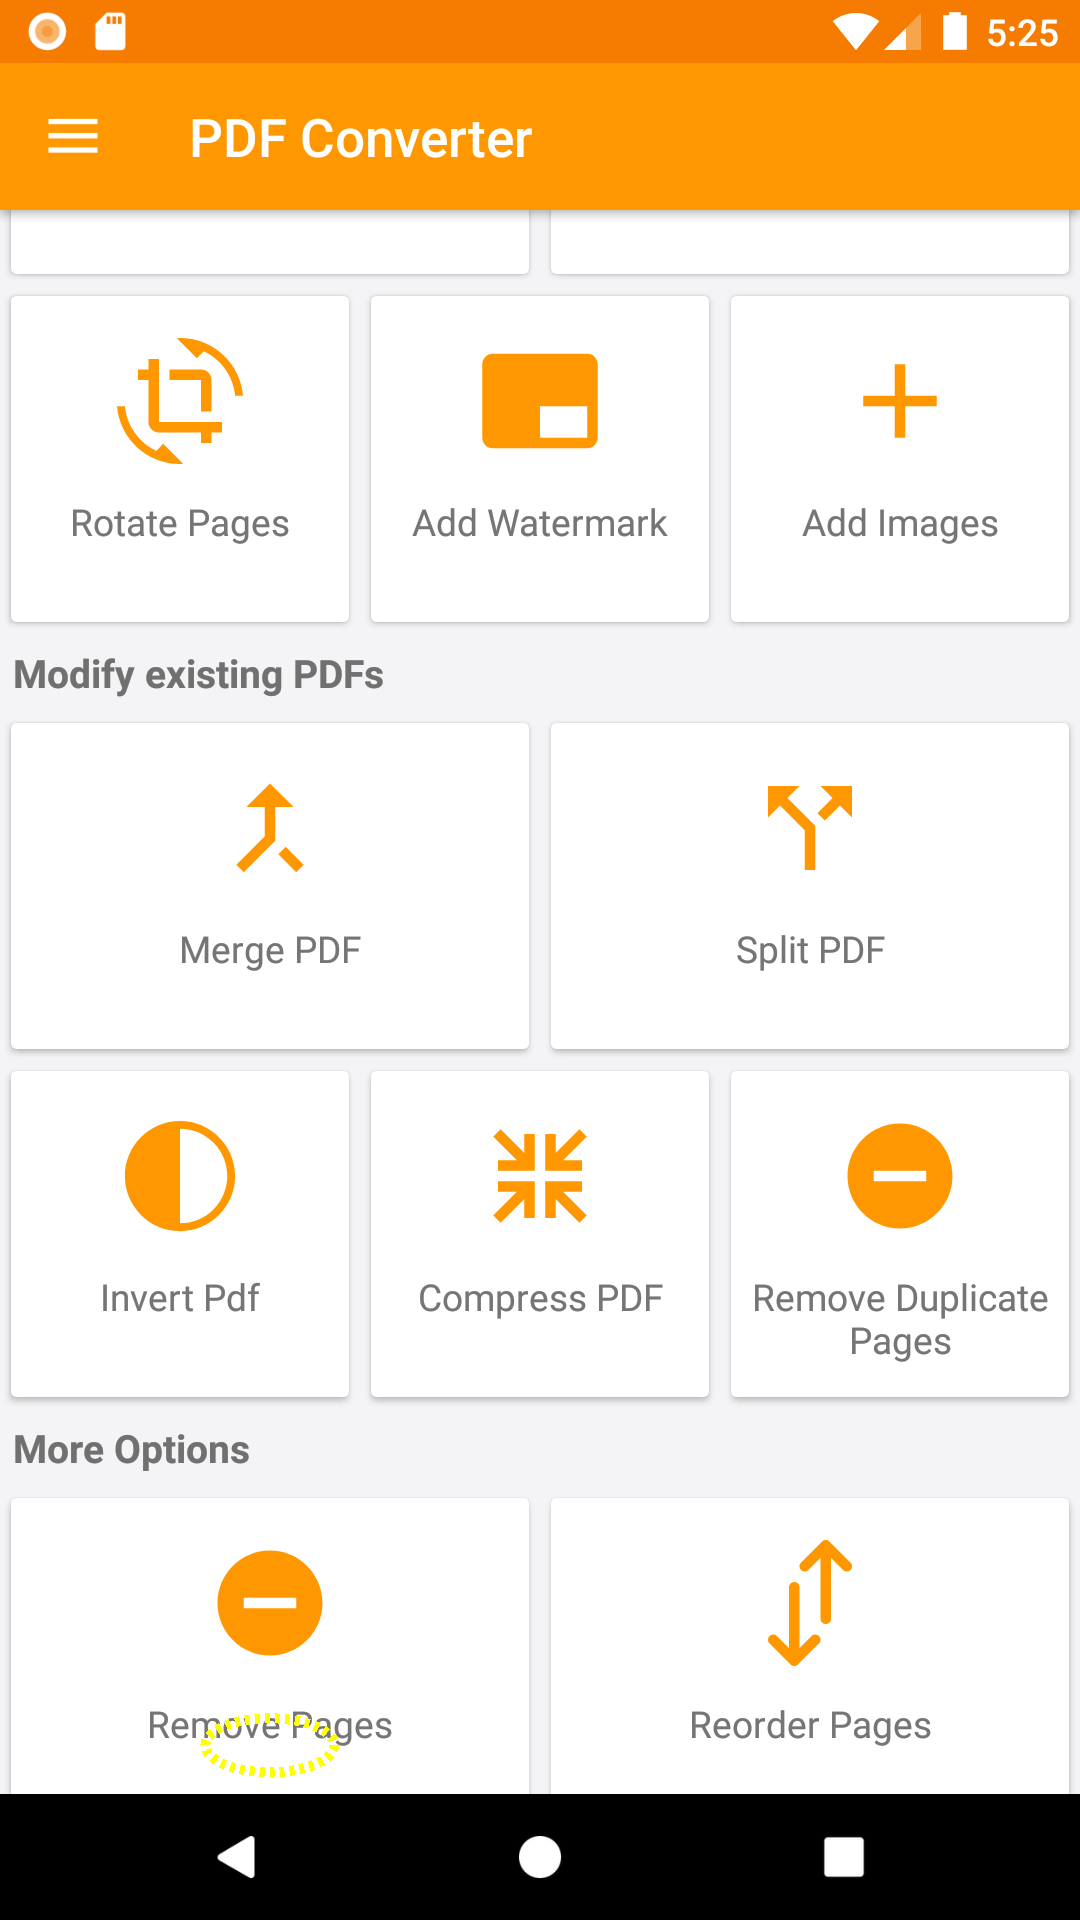 5:25
PDF Converter
Rotate Pages
Add Watermark
Add Images
Modify existing PDFs
Merge PDF
Split PDF
Invert Pdf
Compress PDF
Remove Duplicate
Pages
More Options
Remove Pages
Reorder Pages